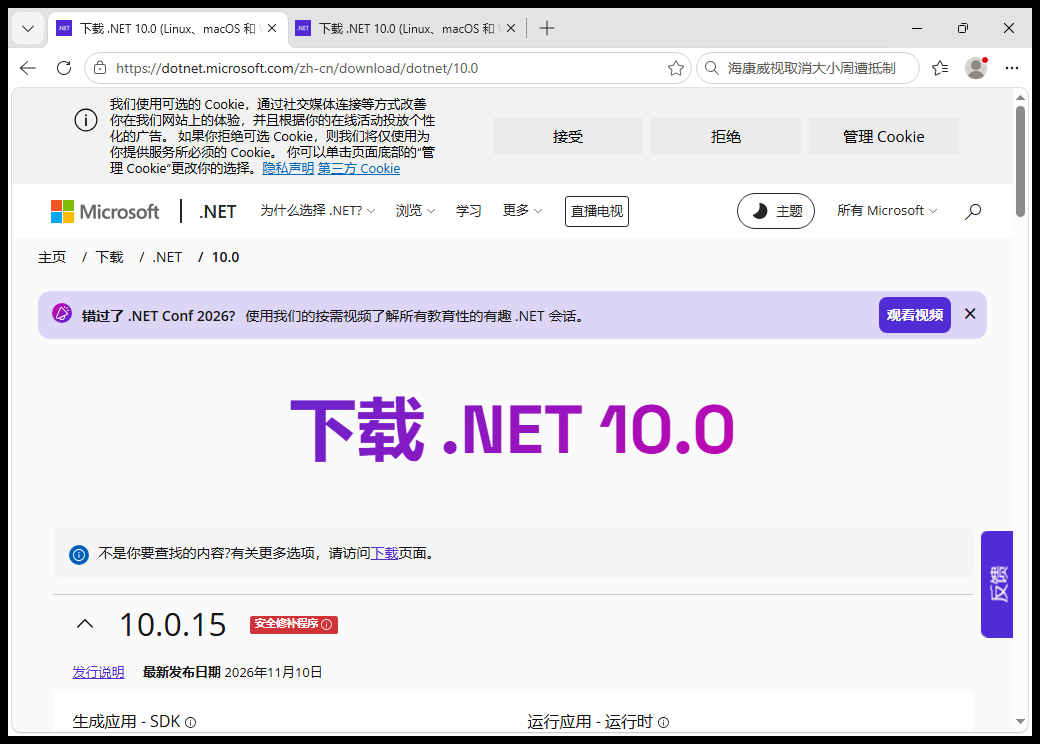 下载 .NET 10.0 (Linux、macOS 和
下载 .NET 10.0 (Linux、macOS 和
https://dotnet.microsoft.com/zh-cn/download/dotnet/10.0
海康威视取消大小周遭抵制
我们使用可选的 Cookie，通过社交媒体连接等方式改善
你在我们网站上的体验，并且根据你的在线活动投放个性
化的广告。 如果你拒绝可选 Cookie，则我们将仅使用为
你提供服务所必须的 Cookie。 你可以单击页面底部的“管
理 Cookie”更改你的选择。隐私声明 第三方 Cookie
接受
拒绝
管理 Cookie
Microsoft
.NET
为什么选择 .NET?
浏览
学习
更多
直播电视
主题
所有 Microsoft
主页 / 下载 / .NET / 10.0
错过了 .NET Conf 2026? 使用我们的按需视频了解所有教育性的有趣 .NET 会话。
观看视频
下载 .NET 10.0
不是你要查找的内容?有关更多选项，请访问下载页面。
反馈
10.0.15
安全修补程序
发行说明 最新发布日期 2026年11月10日
生成应用 - SDK
运行应用 - 运行时